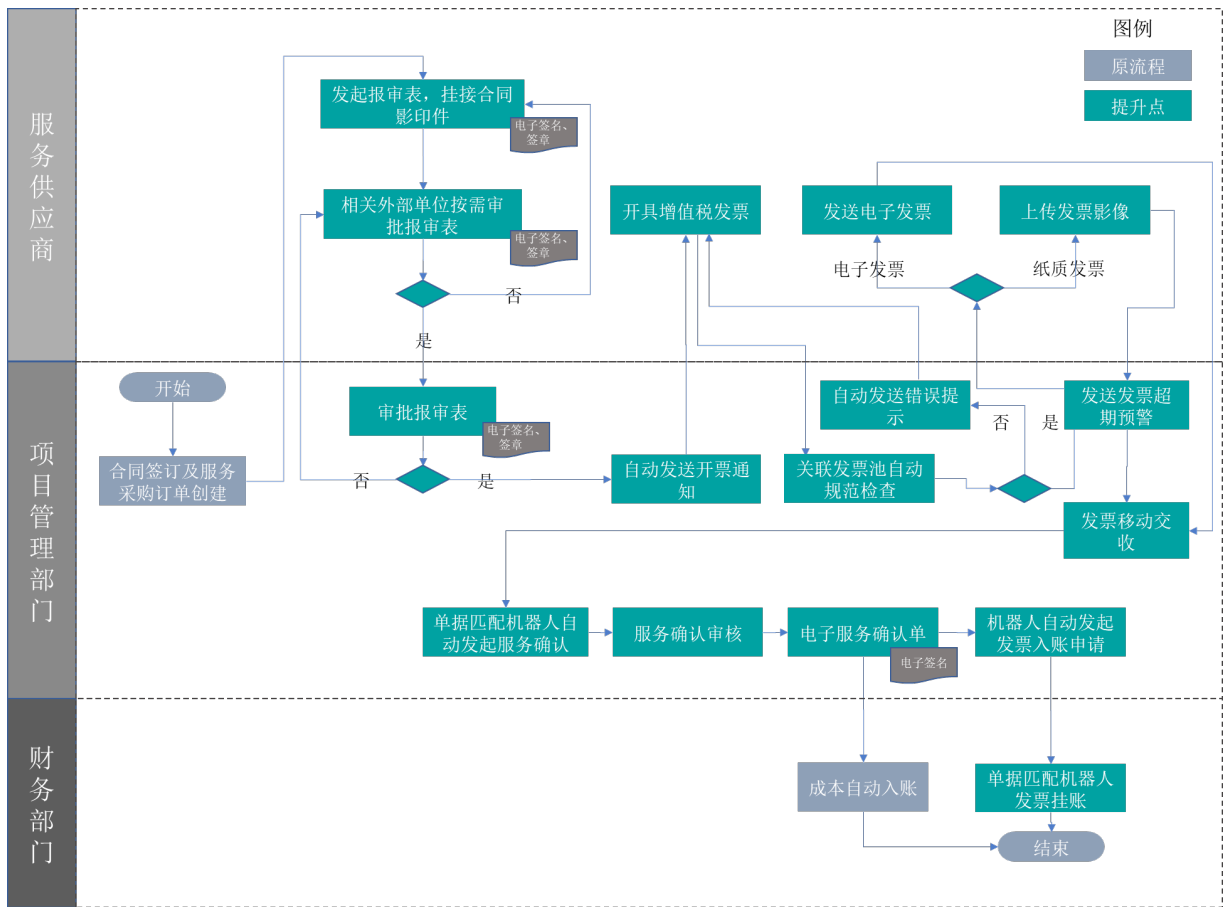 图例
原流程
提升点
服务供应商
发起报审表，挂接合同
影印件
电子签名、
签章
相关外部单位按需审
批报审表
电子签名、
签章
否
是
开具增值税发票
发送电子发票
上传发票影像
电子发票
纸质发票
项目管理部门
开始
合同签订及服务
采购订单创建
审批报审表
电子签名、
签章
否
是
自动发送开票通
知
自动发送错误提
示
否
是
发送发票超
期预警
关联发票池自动
规范检查
发票移动交
收
单据匹配机器人自
动发起服务确认
服务确认审核
电子服务确认单
电子签名
机器人自动发起
发票入账申请
财务部门
成本自动入账
单据匹配机器人
发票挂账
结束